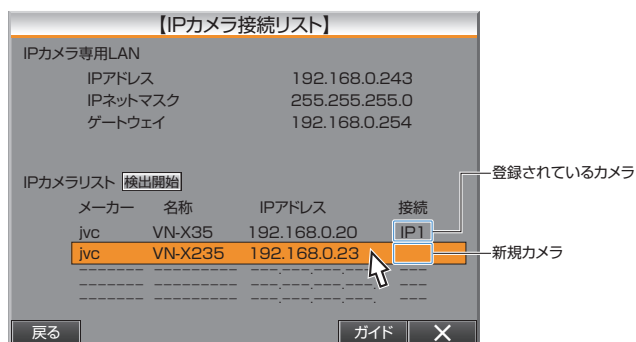 【IPカメラ接続リスト】
IPカメラ専用LAN
IPアドレス 192.168.0.243
IPネットマスク 255.255.255.0
ゲートウェイ 192.168.0.254
IPカメラリスト 検出開始
メーカー 名称 IPアドレス 接続
jvc VN-X35 192.168.0.20 IP1
jvc VN-X235 192.168.0.23
------- --------- ---.---.---.---. ---
------- --------- ---.---.---.---. ---
------- --------- ---.---.---.---. ---
戻る ガイド ✕
登録されているカメラ
新規カメラ